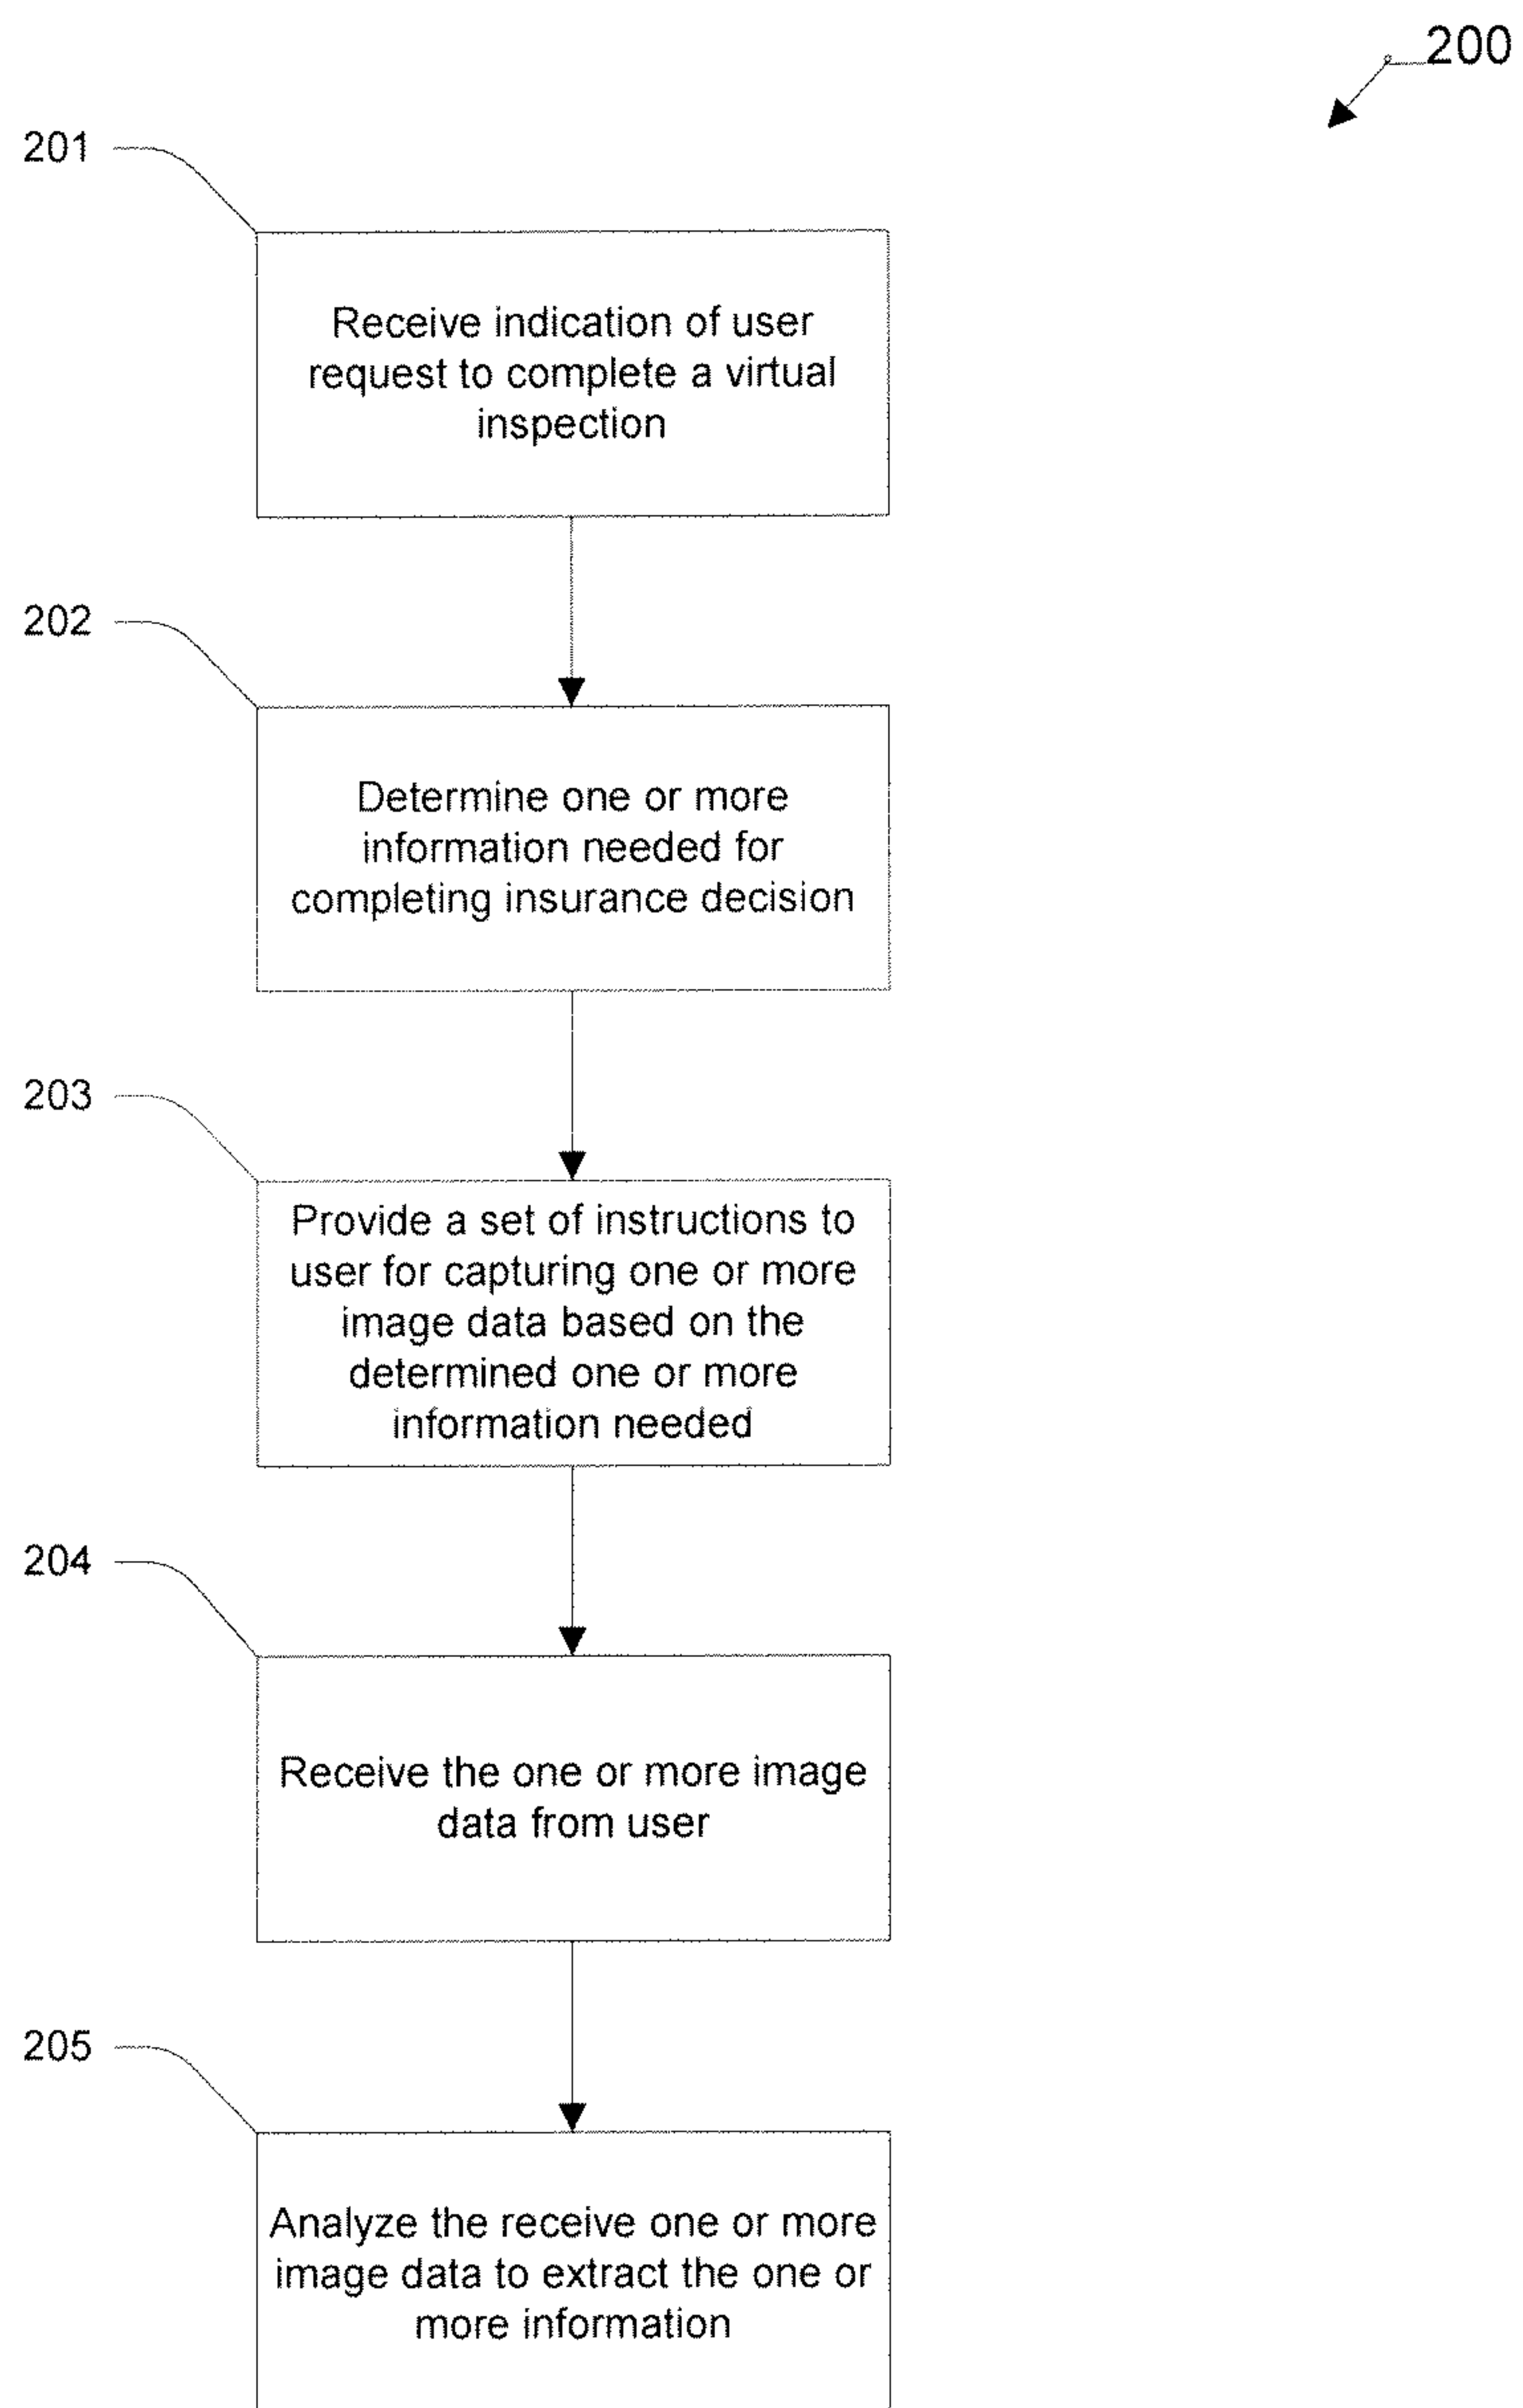 200
201
Receive indication of user
request to complete a virtual
inspection
202
Determine one or more
information needed for
completing insurance decision
203
Provide a set of instructions to
user for capturing one or more
image data based on the
determined one or more
information needed
204
Receive the one or more image
data from user
205
Analyze the receive one or more
image data to extract the one or
more information